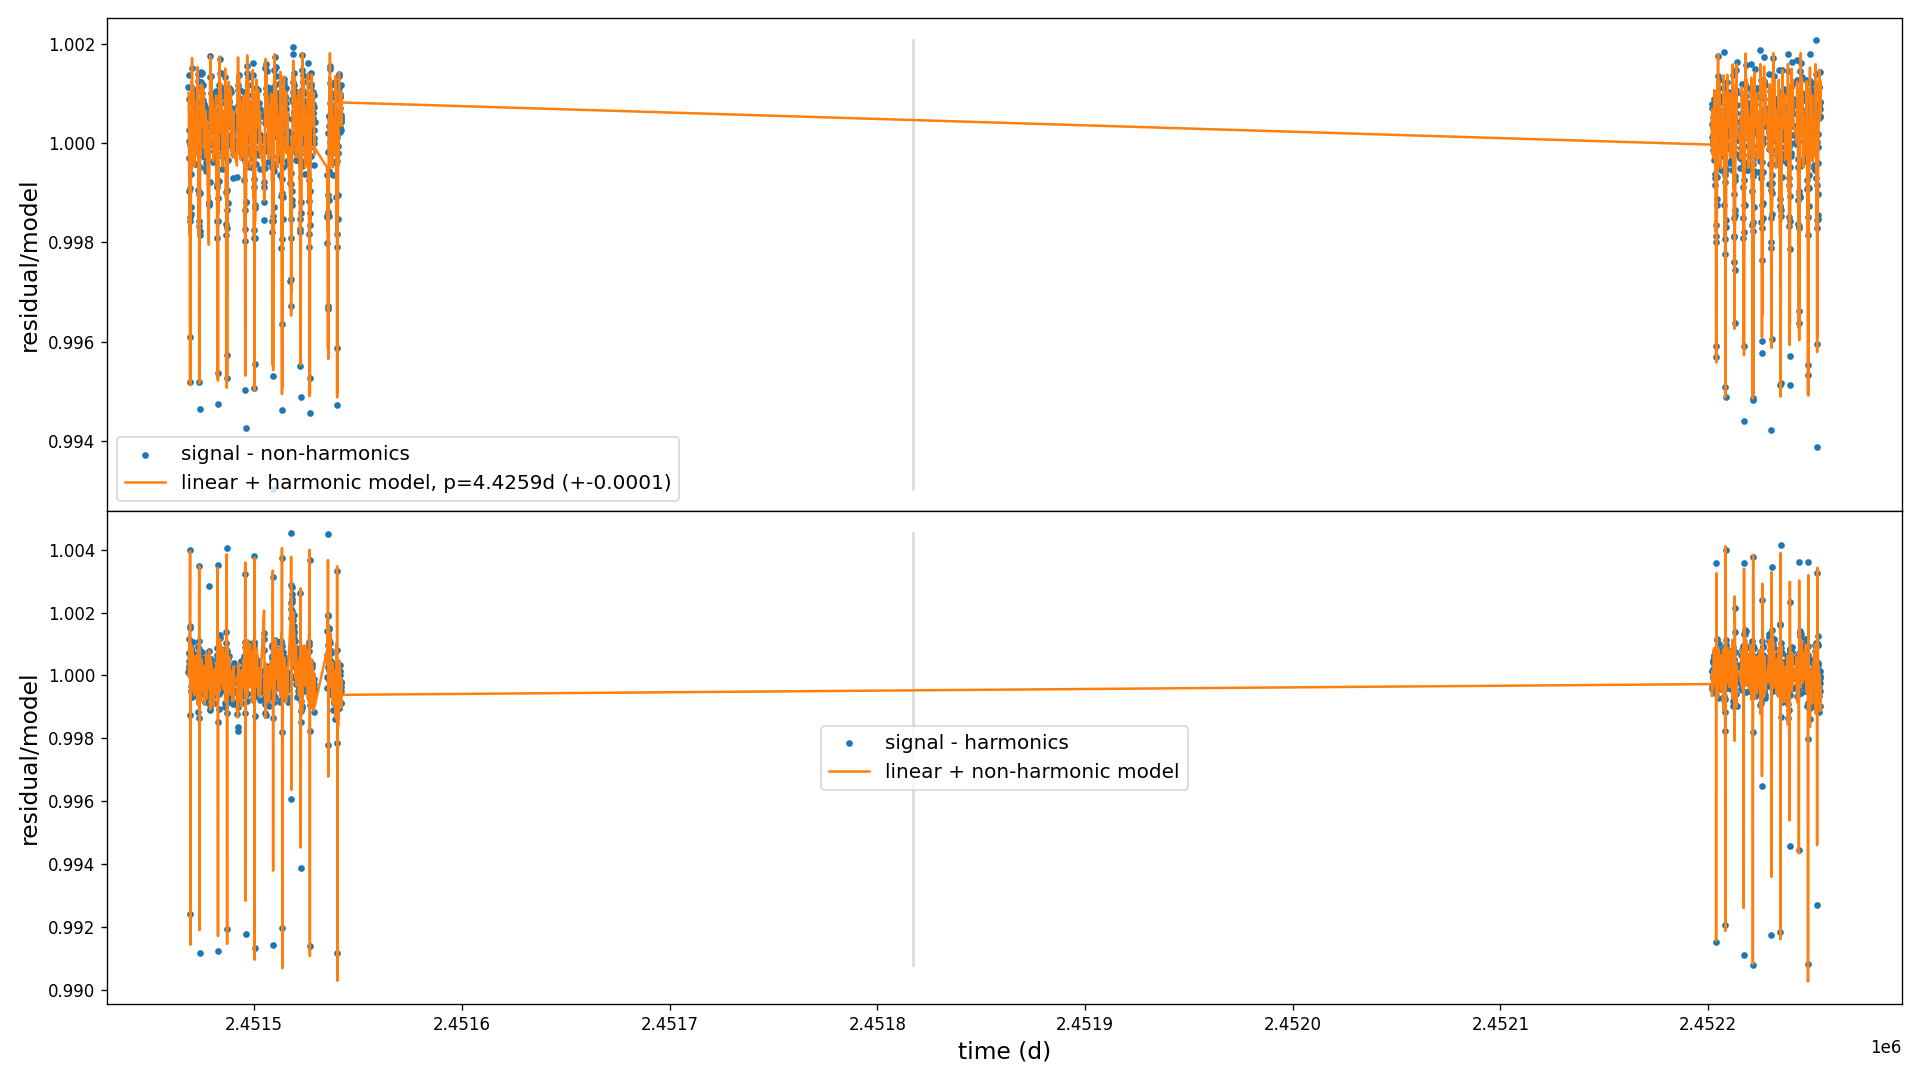 1.002
1.000
0.998
0.996
0.994
residual/model
signal - non-harmonics
linear + harmonic model, p=4.4259d (+-0.0001)
1.004
1.002
1.000
0.998
0.996
0.994
0.992
0.990
residual/model
signal - harmonics
linear + non-harmonic model
2.4515
2.4516
2.4517
2.4518
2.4519
2.4520
2.4521
2.4522
1e6
time (d)